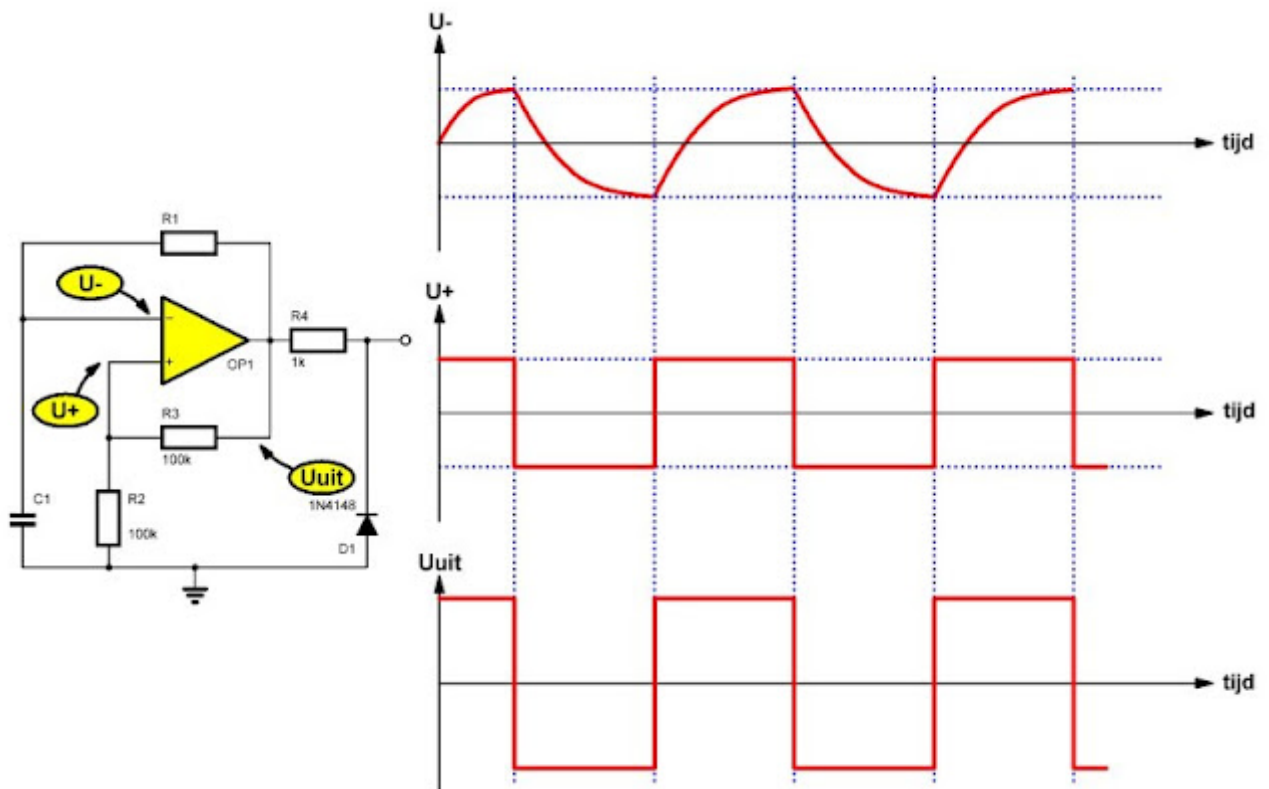 U-
tijd
R1
U-
-
R4
OP1
1k
+
U+
R3
100k
Uuit
C1
R2
100k
1N4148
D1
U+
tijd
Uuit
tijd